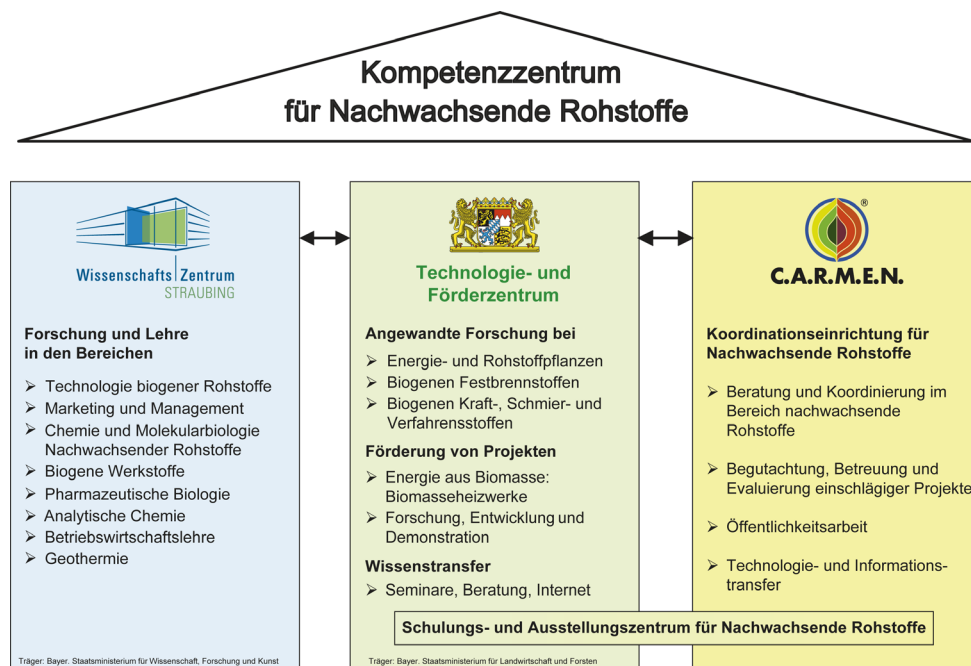 Kompetenzzentrum
für Nachwachsende Rohstoffe
Wissenschafts Zentrum
STRAUBING
Forschung und Lehre
in den Bereichen
➢ Technologie biogener Rohstoffe
➢ Marketing und Management
➢ Chemie und Molekularbiologie
Nachwachsender Rohstoffe
➢ Biogene Werkstoffe
➢ Pharmazeutische Biologie
➢ Analytische Chemie
➢ Betriebswirtschaftslehre
➢ Geothermie
Träger: Bayer. Staatsministerium für Wissenschaft, Forschung und Kunst
Technologie- und
Förderzentrum
Angewandte Forschung bei
➢ Energie- und Rohstoffpflanzen
➢ Biogenen Festbrennstoffen
➢ Biogenen Kraft-, Schmier- und
Verfahrensstoffen
Förderung von Projekten
➢ Energie aus Biomasse:
Biomasseheizwerke
➢ Forschung, Entwicklung und
Demonstration
Wissenstransfer
➢ Seminare, Beratung, Internet
Träger: Bayer. Staatsministerium für Landwirtschaft und Forsten
®
C.A.R.M.E.N.
Koordinationseinrichtung für
Nachwachsende Rohstoffe
➢ Beratung und Koordinierung im
Bereich nachwachsende
Rohstoffe
➢ Begutachtung, Betreuung und
Evaluierung einschlägiger Projekte
➢ Öffentlichkeitsarbeit
➢ Technologie- und Informations-
transfer
Schulungs- und Ausstellungszentrum für Nachwachsende Rohstoffe